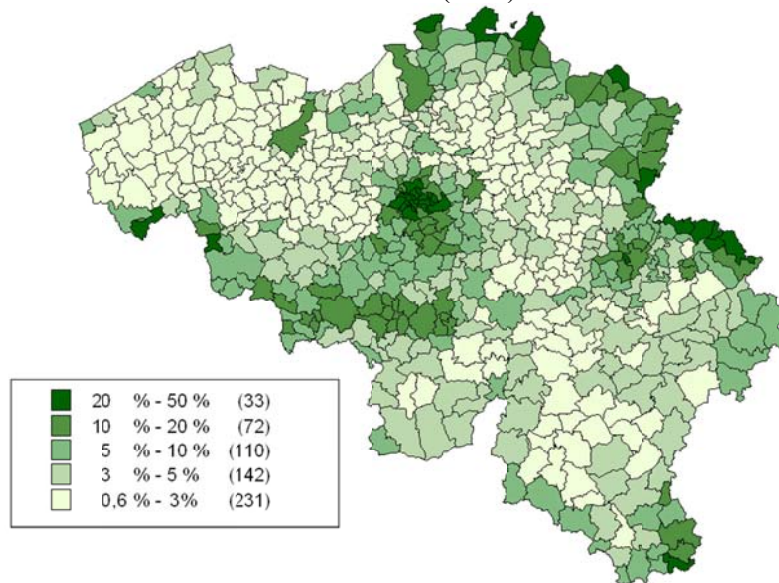 20 % - 50 % (33)
10 % - 20 % (72)
5 % - 10 % (110)
3 % - 5 % (142)
0,6 % - 3% (231)